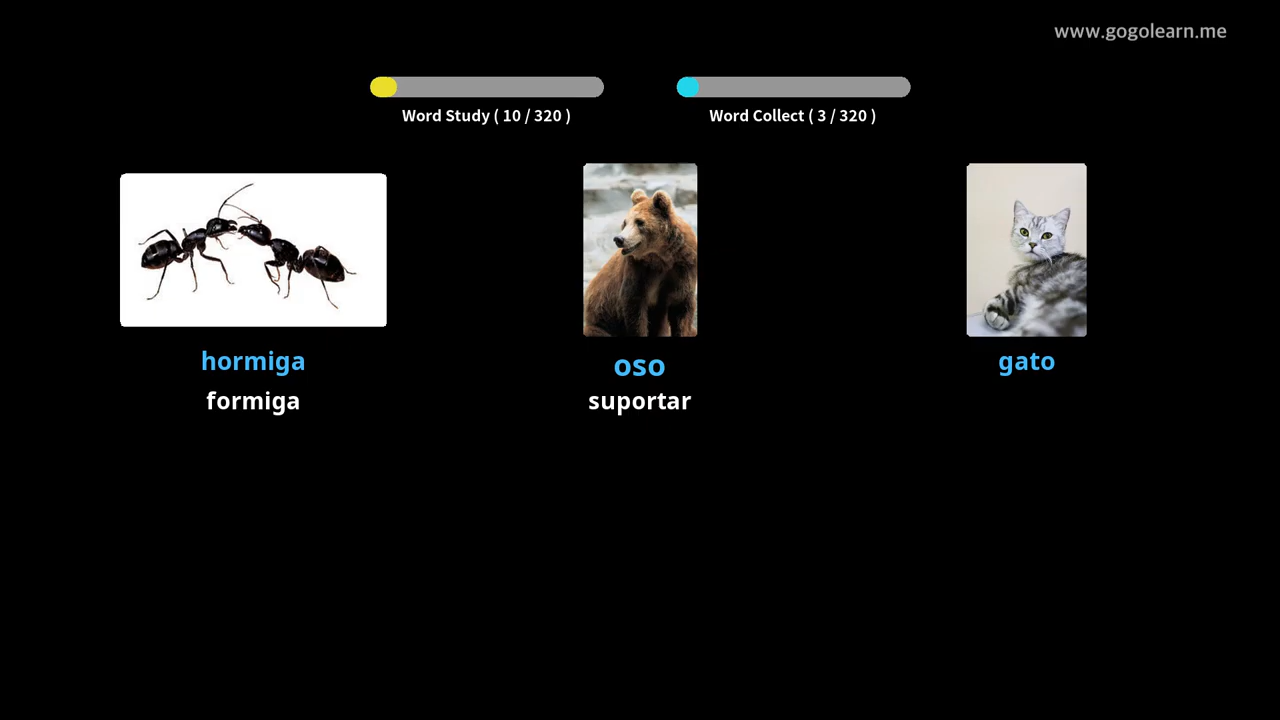 www.gogolearn.me
Word Study ( 10 / 320 )
Word Collect ( 3 / 320 )
hormiga
oso
gato
formiga
suportar